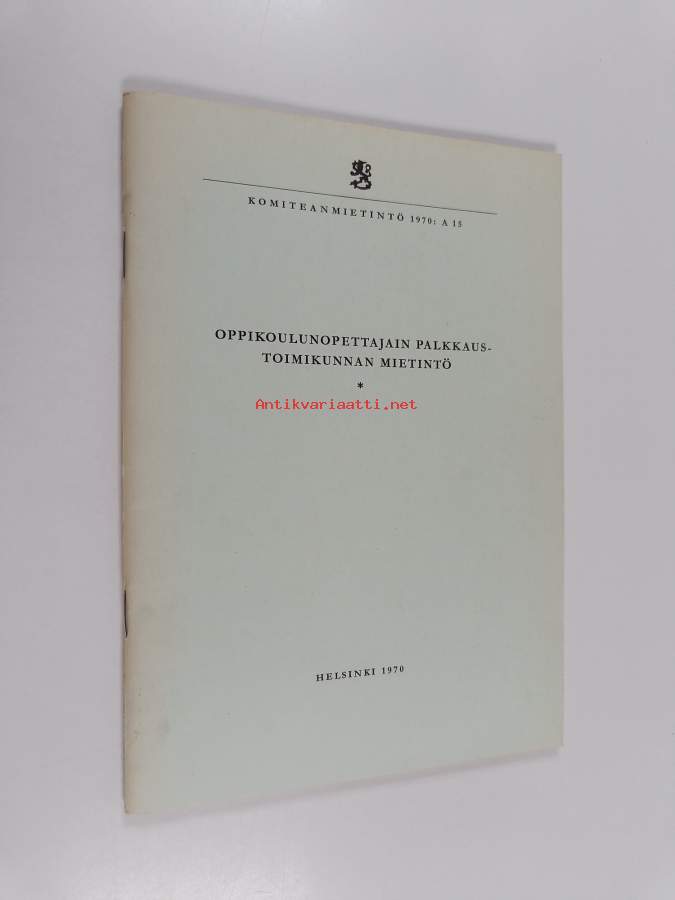 KOMITEANMIETINTÖ 1970: A 15
OPPIKOULUNOPETTAJAIN PALKKAUS-
TOIMIKUNNAN MIETINTÖ
*
Antikvariaatti.net
HELSINKI 1970